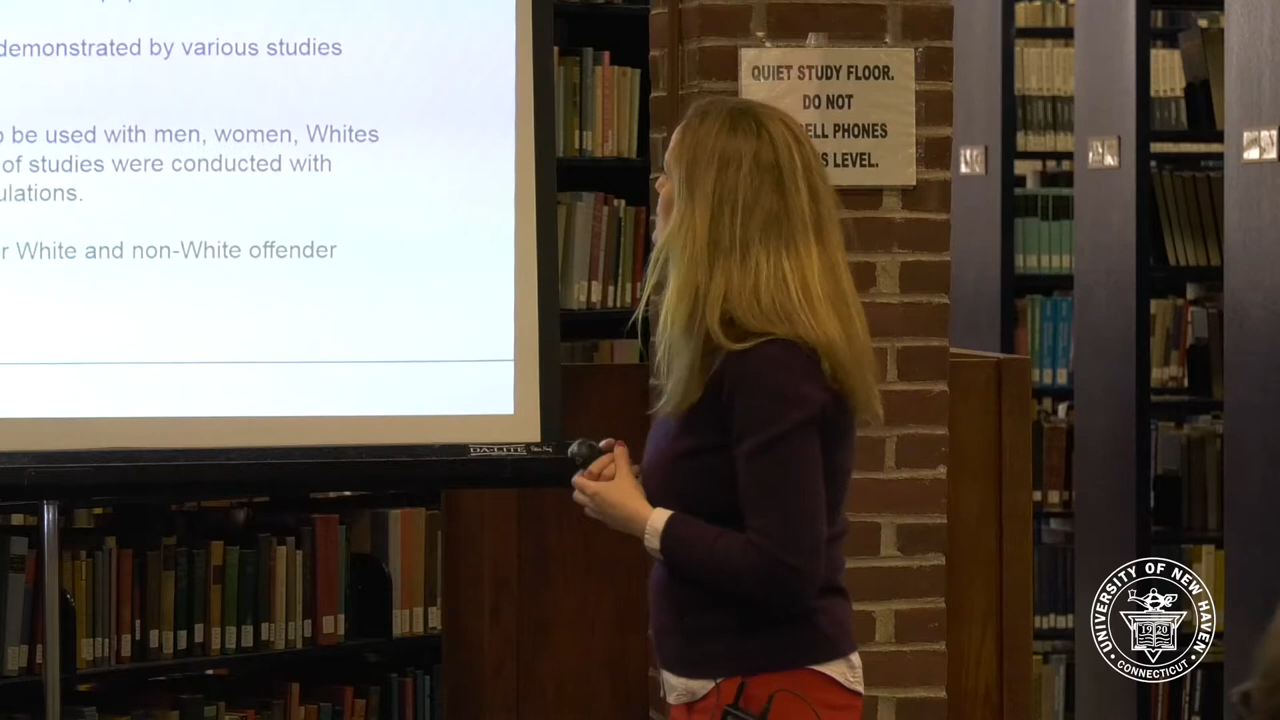 demonstrated by various studies
be used with men, women, Whites
of studies were conducted with
ulations.
r White and non-White offender
QUIET STUDY FLOOR.
DO NOT
ELL PHONES
S LEVEL.
DA-LITE
UNIVERSITY OF NEW HAVEN
1920
CONNECTICUT